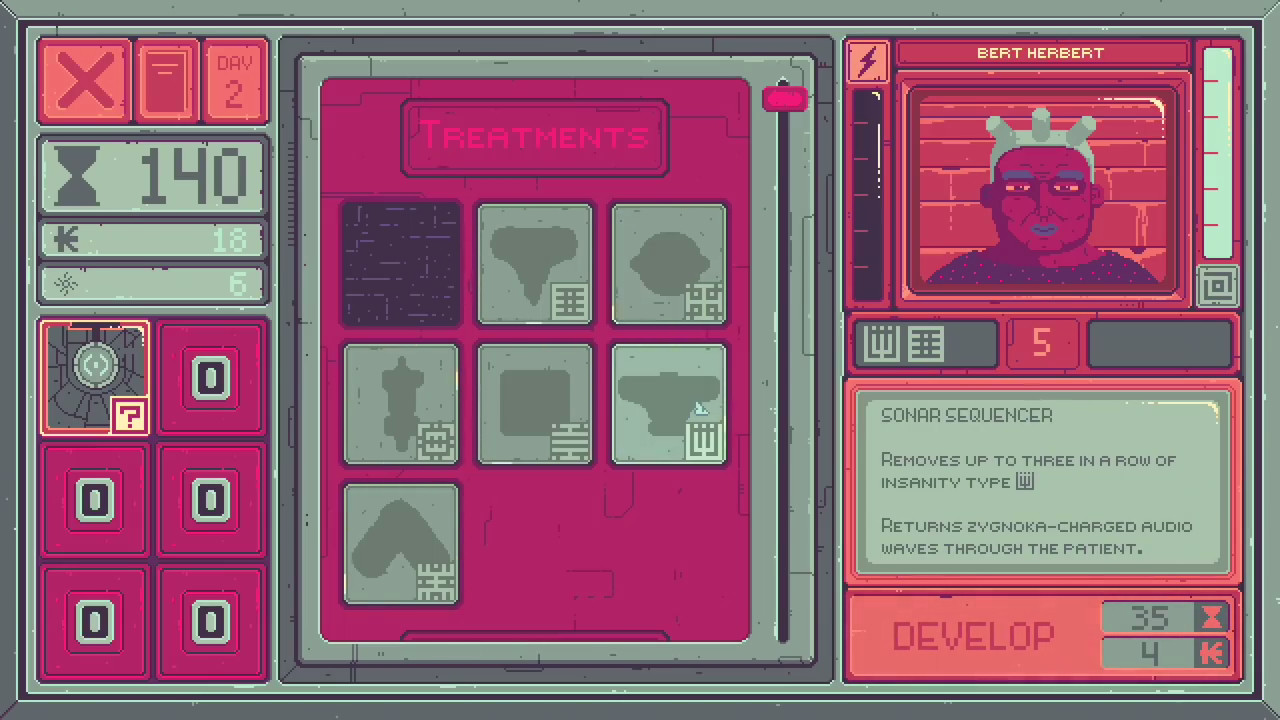 DAY
2
140
18
6
?
0
0
0
0
0
TREATMENTS
BERT HERBERT
5
SONAR SEQUENCER
REMOVES UP TO THREE IN A ROW OF
INSANITY TYPE
RETURNS ZYGNOKA-CHARGED AUDIO
WAVES THROUGH THE PATIENT.
DEVELOP
35
4